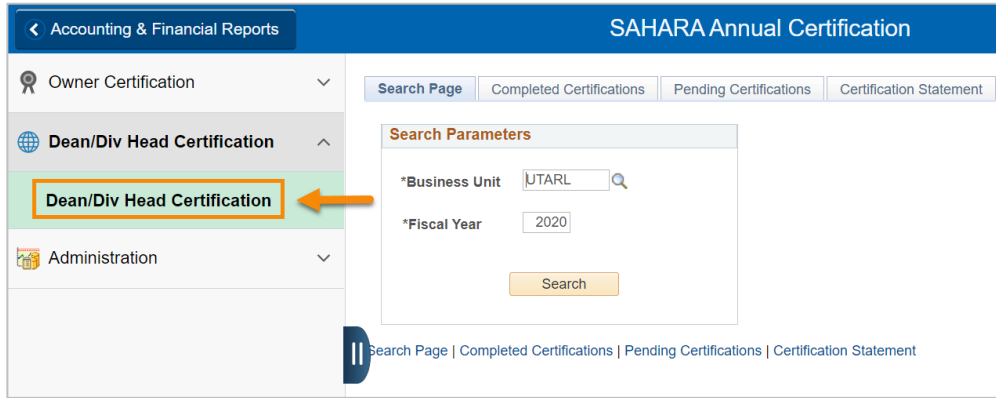 Accounting & Financial Reports
SAHARA Annual Certification
Owner Certification
Dean/Div Head Certification
Dean/Div Head Certification
Administration
Search Page
Completed Certifications
Pending Certifications
Certification Statement
Search Parameters
*Business Unit UTARL
*Fiscal Year 2020
Search
Search Page | Completed Certifications | Pending Certifications | Certification Statement